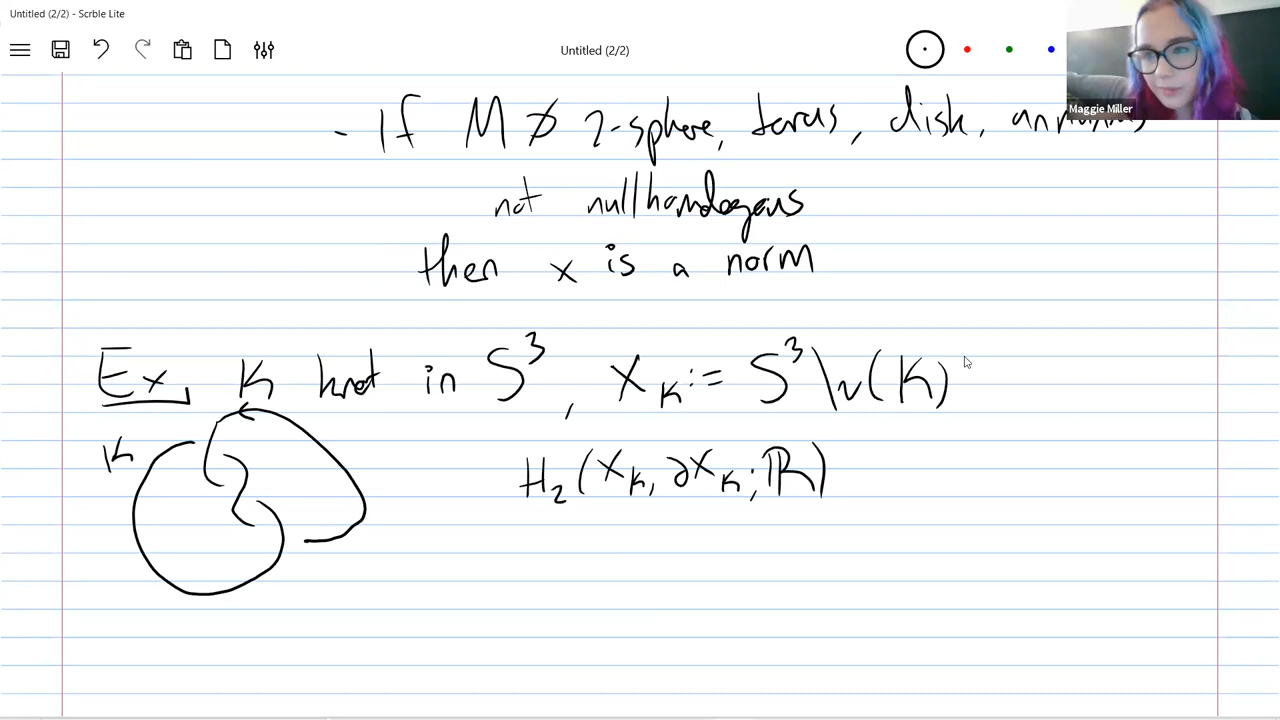 Untitled (2/2) - Scrble Lite
Untitled (2/2)
Maggie Miller
- If M ∌ 2-sphere, torus, disk, annulus
not nullhomologous
then x is a norm
Ex. K knot in S³, X_K := S³\ν(K)
K
H₂(X_K, ∂X_K; ℝ)